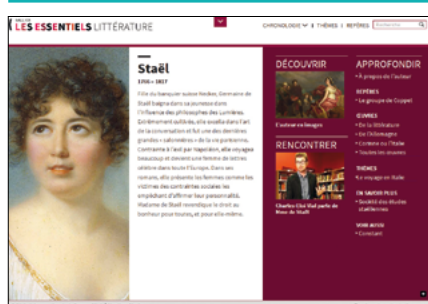 LES ESSENTIELS LITTÉRATURE
CHRONOLOGIE | THÈMES | REPÈRES Recherche
Staël
1766 - 1817
Fille du banquier suisse Necker, Germaine de
Staël baigna dans sa jeunesse dans
l'influence des philosophes des Lumières.
Extrêmement cultivée, elle excella dans l'art
de la conversation et fut une des dernières
grandes « salonnières » de la vie parisienne.
Contrainte à l'exil par Napoléon, elle voyagea
beaucoup et devient une femme de lettres
célèbre dans toute l'Europe. Dans ses
romans, elle présente les femmes comme les
victimes des contraintes sociales les
empêchant d'affirmer leur personnalité.
Madame de Staël revendique le droit au
bonheur pour toutes, et pour elle-même.
DÉCOUVRIR
L'auteur en images
RENCONTRER
Charles-Éloi Vial parle de
Mme de Staël
APPROFONDIR
• À propos de l'auteur
REPÈRES
• Le groupe de Coppet
ŒUVRES
• De la littérature
• De l'Allemagne
• Corinne ou l'Italie
• Toutes les œuvres
THÈMES
• Le voyage en Italie
EN SAVOIR PLUS
• Société des études
staëliennes
VOIR AUSSI
• Constant